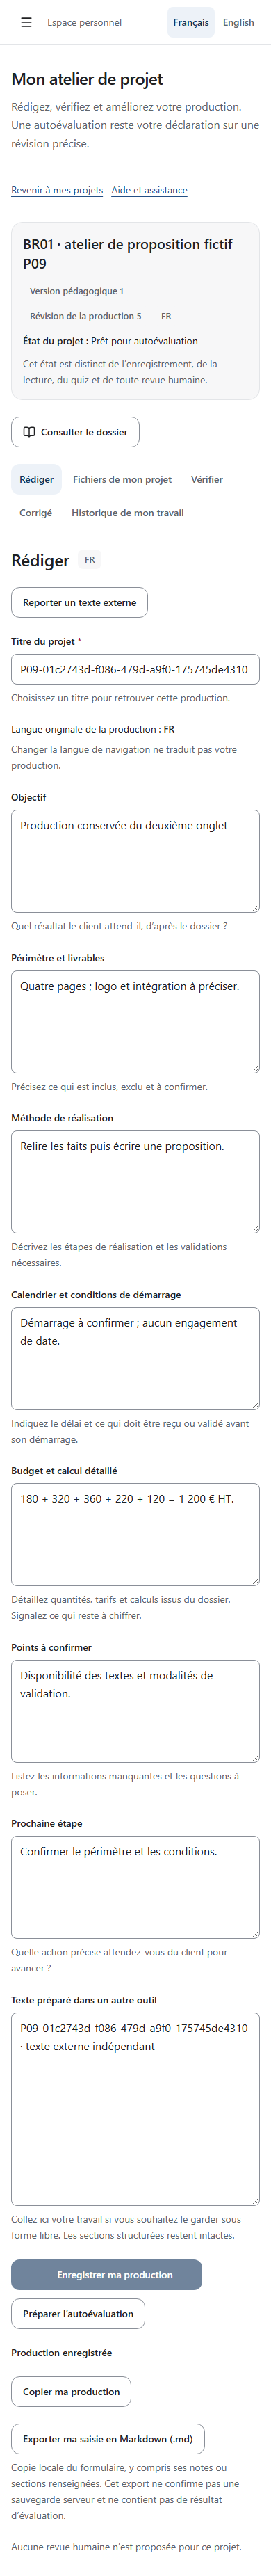 Espace personnel
Français
English
Mon atelier de projet
Rédigez, vérifiez et améliorez votre production.
Une autoévaluation reste votre déclaration sur une
révision précise.
Revenir à mes projets
Aide et assistance
BR01 · atelier de proposition fictif
P09
Version pédagogique 1
Révision de la production 5
FR
État du projet : Prêt pour autoévaluation
Cet état est distinct de l’enregistrement, de la
lecture, du quiz et de toute revue humaine.
Consulter le dossier
Rédiger
Fichiers de mon projet
Vérifier
Corrigé
Historique de mon travail
Rédiger
FR
Reporter un texte externe
Titre du projet *
P09-01c2743d-f086-479d-a9f0-175745de4310
Choisissez un titre pour retrouver cette production.
Langue originale de la production : FR
Changer la langue de navigation ne traduit pas votre
production.
Objectif
Production conservée du deuxième onglet
Quel résultat le client attend-il, d’après le dossier ?
Périmètre et livrables
Quatre pages ; logo et intégration à préciser.
Précisez ce qui est inclus, exclu et à confirmer.
Méthode de réalisation
Relire les faits puis écrire une proposition.
Décrivez les étapes de réalisation et les validations
nécessaires.
Calendrier et conditions de démarrage
Démarrage à confirmer ; aucun engagement
de date.
Indiquez le délai et ce qui doit être reçu ou validé avant
son démarrage.
Budget et calcul détaillé
180 + 320 + 360 + 220 + 120 = 1 200 € HT.
Détaillez quantités, tarifs et calculs issus du dossier.
Signalez ce qui reste à chiffrer.
Points à confirmer
Disponibilité des textes et modalités de
validation.
Listez les informations manquantes et les questions à
poser.
Prochaine étape
Confirmer le périmètre et les conditions.
Quelle action précise attendez-vous du client pour
avancer ?
Texte préparé dans un autre outil
P09-01c2743d-f086-479d-a9f0-175745de4310
· texte externe indépendant
Collez ici votre travail si vous souhaitez le garder sous
forme libre. Les sections structurées restent intactes.
Enregistrer ma production
Préparer l’autoévaluation
Production enregistrée
Copier ma production
Exporter ma saisie en Markdown (.md)
Copie locale du formulaire, y compris ses notes ou
sections renseignées. Cet export ne confirme pas une
sauvegarde serveur et ne contient pas de résultat
d’évaluation.
Aucune revue humaine n’est proposée pour ce projet.